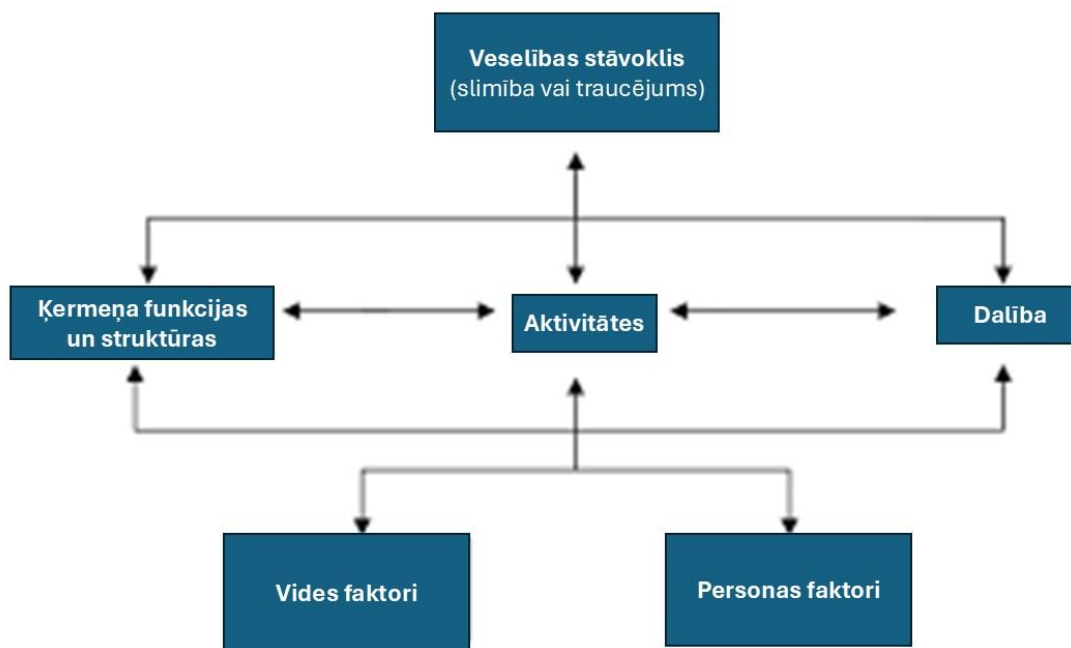 Veselības stāvoklis
(slimība vai traucējums)
Ķermeņa funkcijas
un struktūras
Aktivitātes
Dalība
Vides faktori
Personas faktori